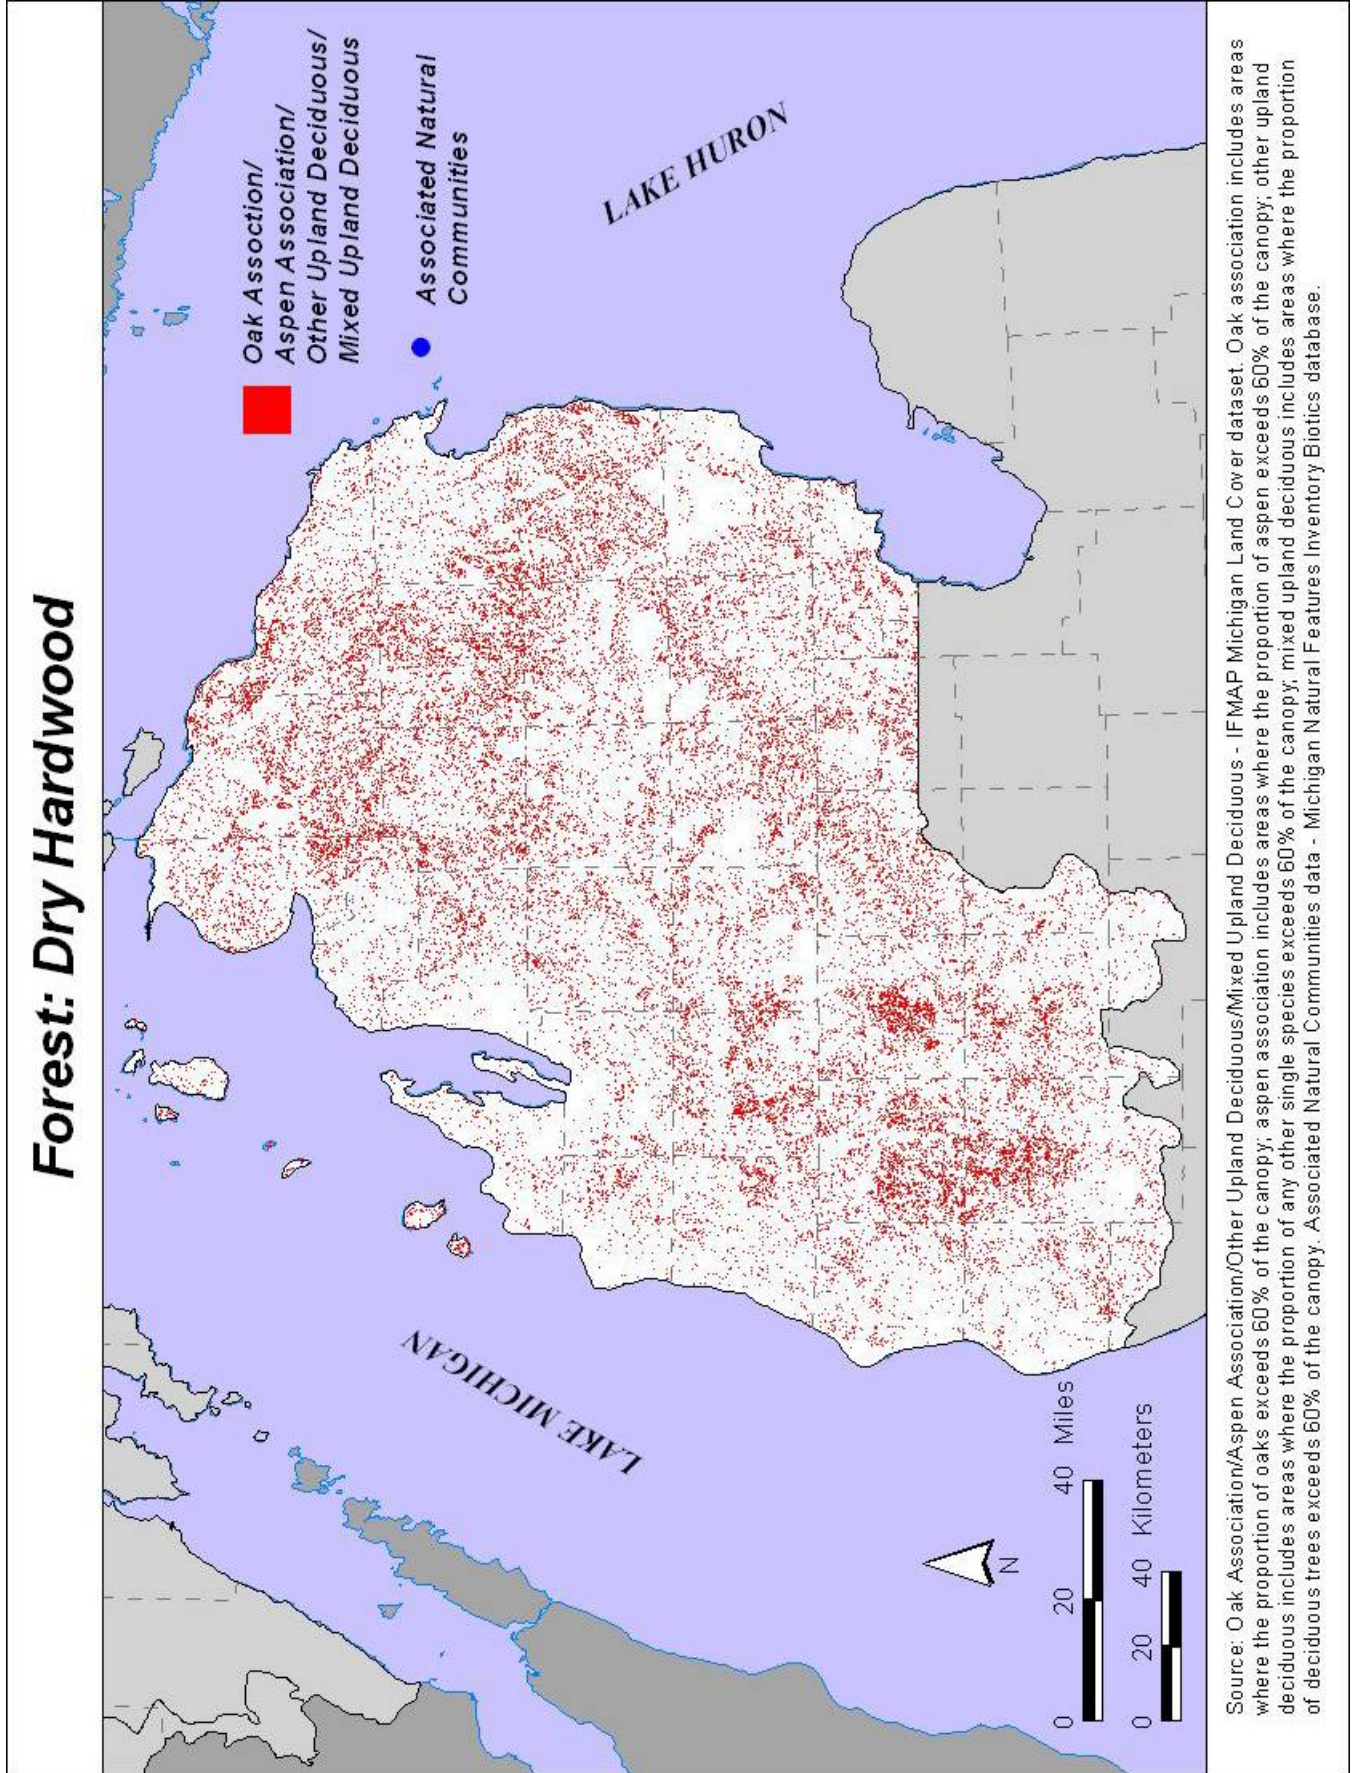 Forest: Dry Hardwood
Oak Assoction/
Aspen Association/
Other Upland Deciduous/
Mixed Upland Deciduous
Associated Natural
Communities
LAKE HURON
LAKE MICHIGAN
N
0 20 40 Miles
0 20 40 Kilometers
Source: Oak Association/Aspen Association/Other Upland Deciduous/Mixed Upland Deciduous - IFMAP Michigan Land Cover dataset. Oak association includes areas
where the proportion of oaks exceeds 60% of the canopy; aspen association includes areas where the proportion of aspen exceeds 60% of the canopy; other upland
deciduous includes areas where the proportion of any other single species exceeds 60% of the canopy; mixed upland deciduous includes areas where the proportion
of deciduous trees exceeds 60% of the canopy. Associated Natural Communities data - Michigan Natural Features Inventory Biotics database.